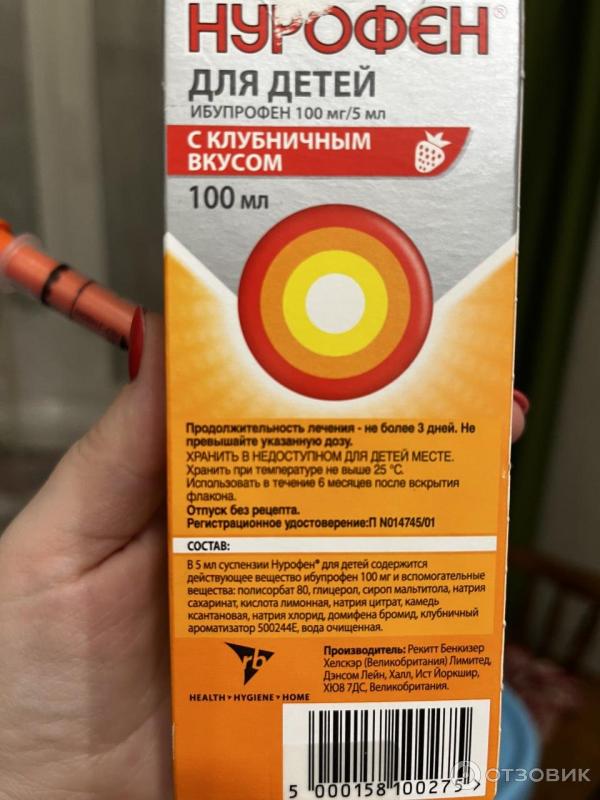 НУРОФЕН®
ДЛЯ ДЕТЕЙ
ИБУПРОФЕН 100 мг/5 мл
С КЛУБНИЧНЫМ
ВКУСОМ
100 мл
Продолжительность лечения - не более 3 дней. Не
превышайте указанную дозу.
ХРАНИТЬ В НЕДОСТУПНОМ ДЛЯ ДЕТЕЙ МЕСТЕ.
Хранить при температуре не выше 25 °С.
Использовать в течение 6 месяцев после вскрытия
флакона.
Отпуск без рецепта.
Регистрационное удостоверение:П N014745/01
СОСТАВ:
В 5 мл суспензии Нурофен® для детей содержится
действующее вещество ибупрофен 100 мг и вспомогательные
вещества: полисорбат 80, глицерол, сироп мальтитола, натрия
сахаринат, кислота лимонная, натрия цитрат, камедь
ксантановая, натрия хлорид, домифена бромид, клубничный
ароматизатор 500244Е, вода очищенная.
rb
HEALTH • HYGIENE • HOME
Производитель: Рекитт Бенкизер
Хелскэр (Великобритания) Лимитед,
Дэнсом Лейн, Халл, Ист Йоркшир,
ХЮ8 7ДС, Великобритания.
5 000158 100275 >
ОТЗОВИК